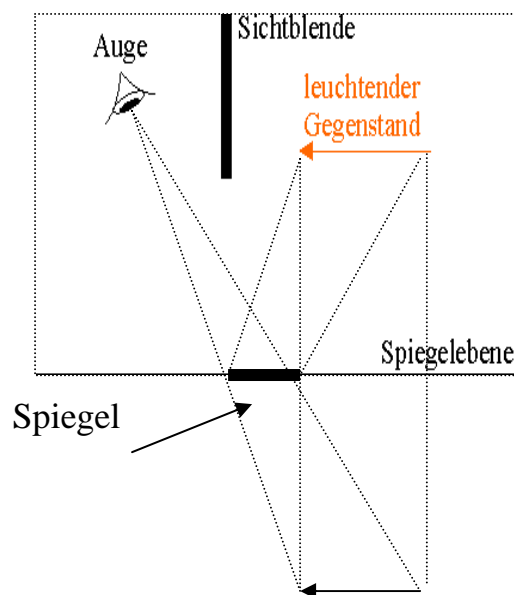 Sichtblende
Auge
leuchtender
Gegenstand
Spiegelebene
Spiegel